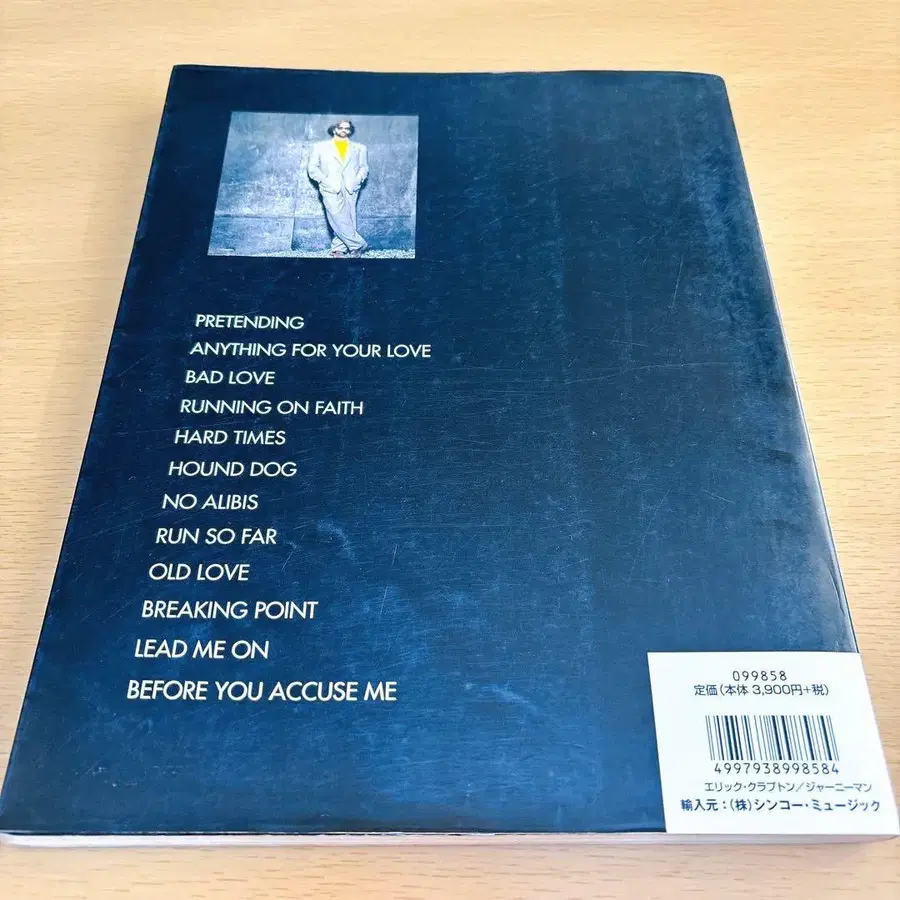 PRETENDING
ANYTHING FOR YOUR LOVE
BAD LOVE
RUNNING ON FAITH
HARD TIMES
HOUND DOG
NO ALIBIS
RUN SO FAR
OLD LOVE
BREAKING POINT
LEAD ME ON
BEFORE YOU ACCUSE ME
099858
定価(本体 3,900円+税)
4997938998584
エリック・クラプトン/ジャーニーマン
輸入元:(株)シンコー・ミュージック